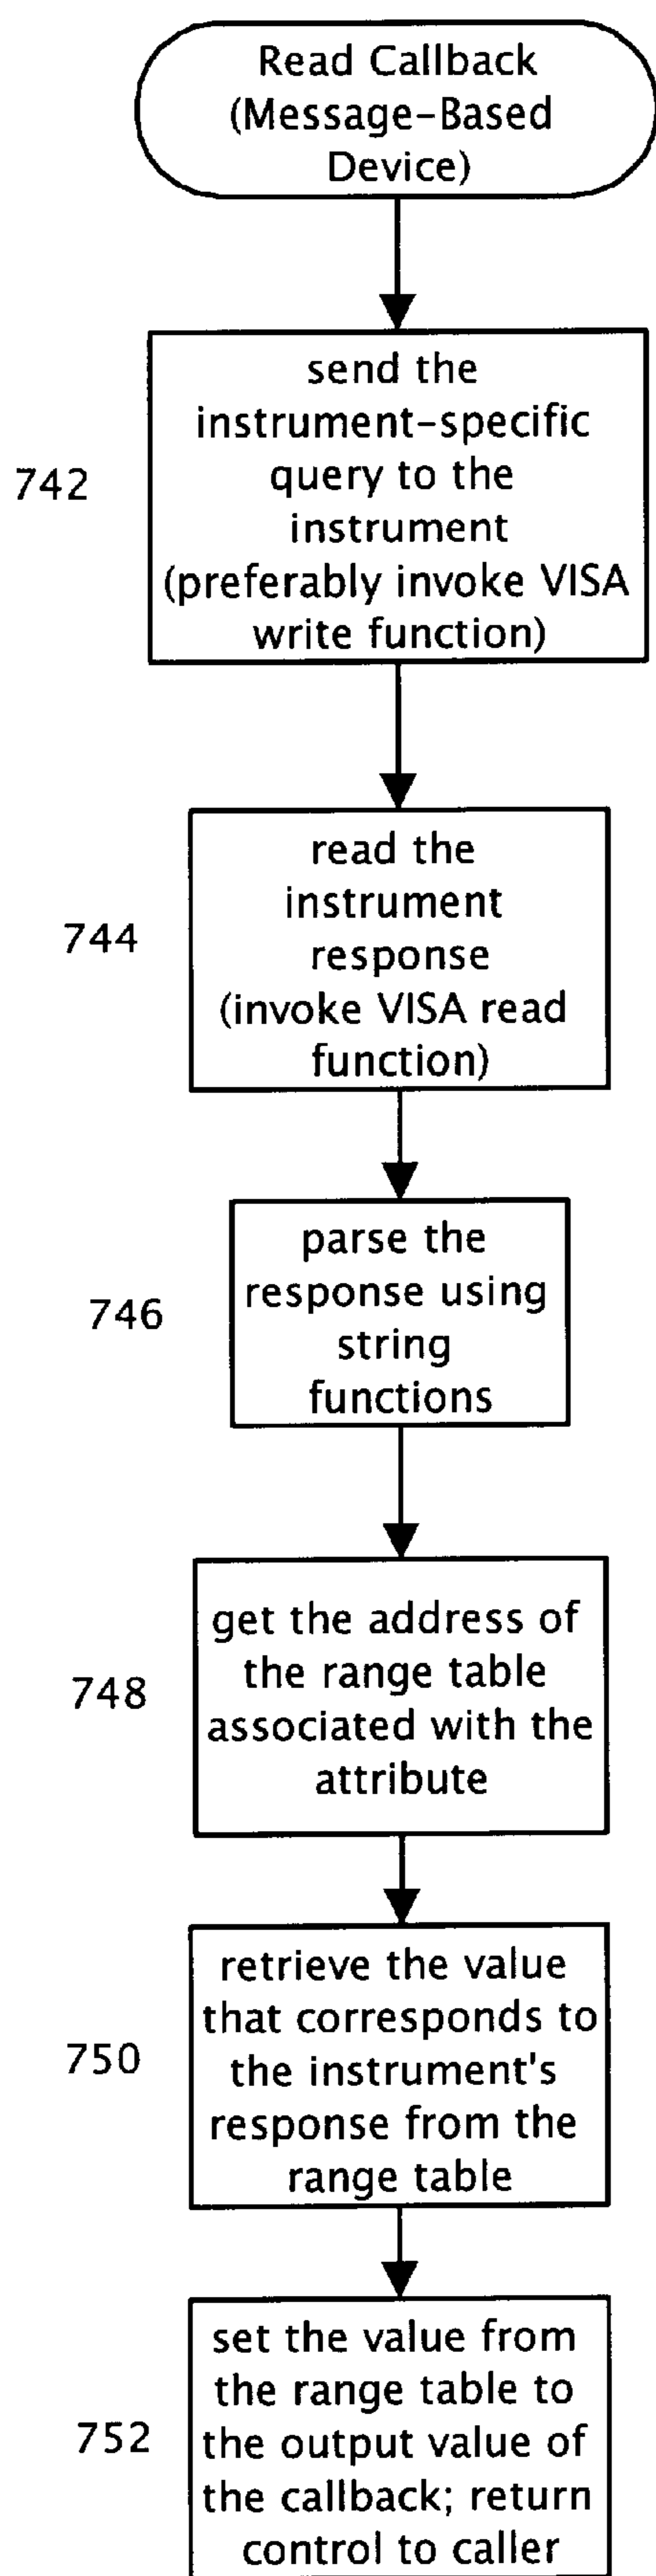 Read Callback
(Message-Based
Device)
742
send the
instrument-specific
query to the
instrument
(preferably invoke VISA
write function)
744
read the
instrument
response
(invoke VISA read
function)
746
parse the
response using
string
functions
748
get the address of
the range table
associated with the
attribute
750
retrieve the value
that corresponds to
the instrument's
response from the
range table
752
set the value from
the range table to
the output value of
the callback; return
control to caller